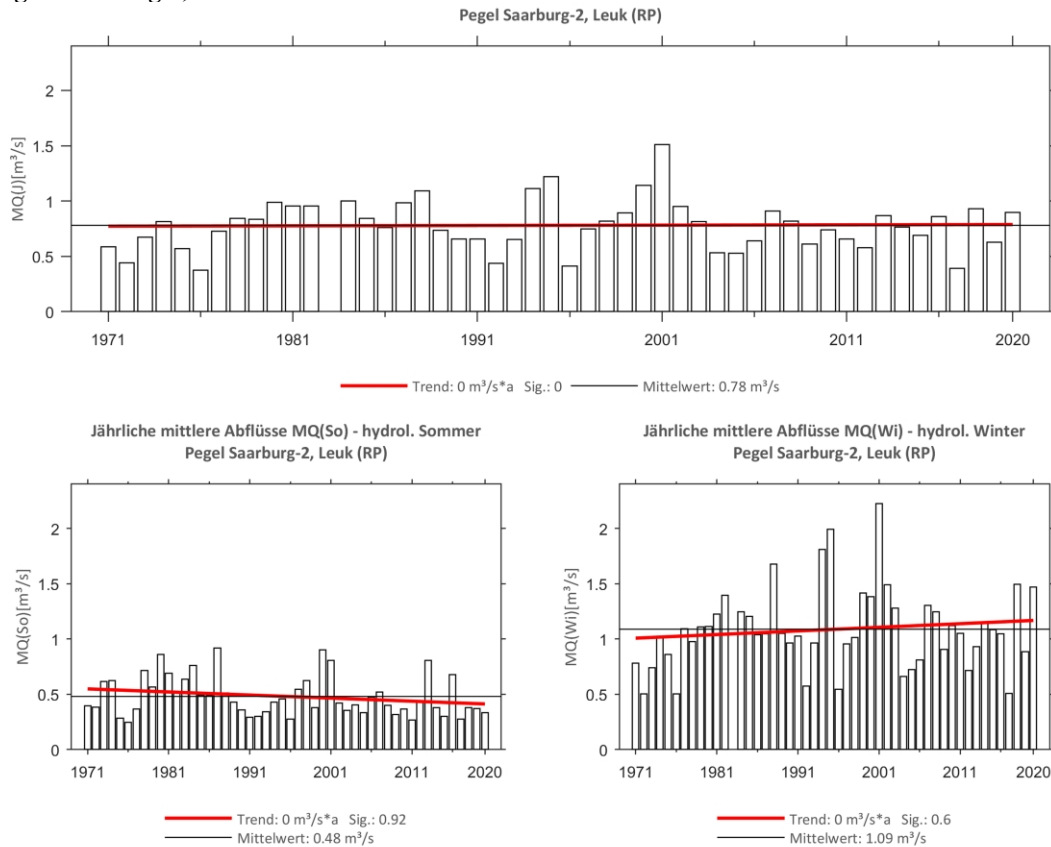 Pegel Saarburg-2, Leuk (RP)
MQ(J)[m³/s]
2
1.5
1
0.5
0
1971 1981 1991 2001 2011 2020
Trend: 0 m³/s*a Sig.: 0 Mittelwert: 0.78 m³/s
Jährliche mittlere Abflüsse MQ(So) - hydrol. Sommer
Pegel Saarburg-2, Leuk (RP)
MQ(So)[m³/s]
2
1.5
1
0.5
0
1971 1981 1991 2001 2011 2020
Trend: 0 m³/s*a Sig.: 0.92
Mittelwert: 0.48 m³/s
Jährliche mittlere Abflüsse MQ(Wi) - hydrol. Winter
Pegel Saarburg-2, Leuk (RP)
MQ(Wi)[m³/s]
2
1.5
1
0.5
0
1971 1981 1991 2001 2011 2020
Trend: 0 m³/s*a Sig.: 0.6
Mittelwert: 1.09 m³/s